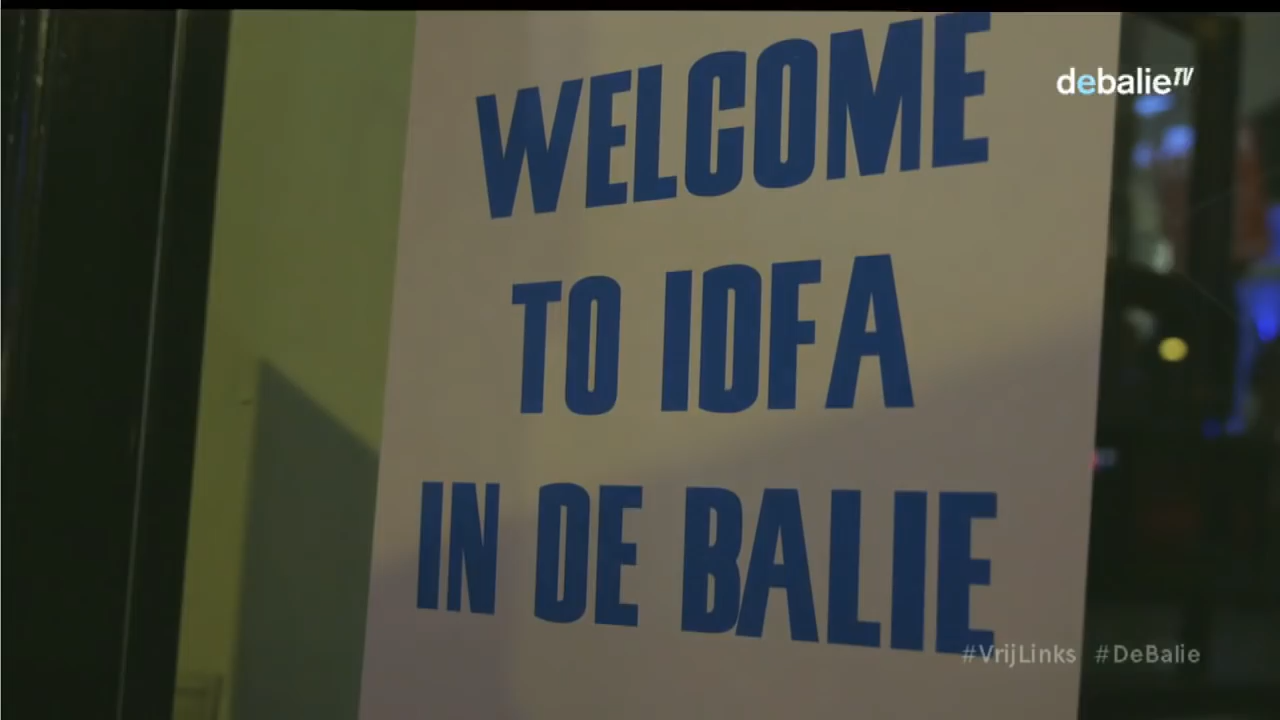 debalieTV
WELCOME
TO IDFA
IN DE BALIE
#VrijLinks #DeBalie